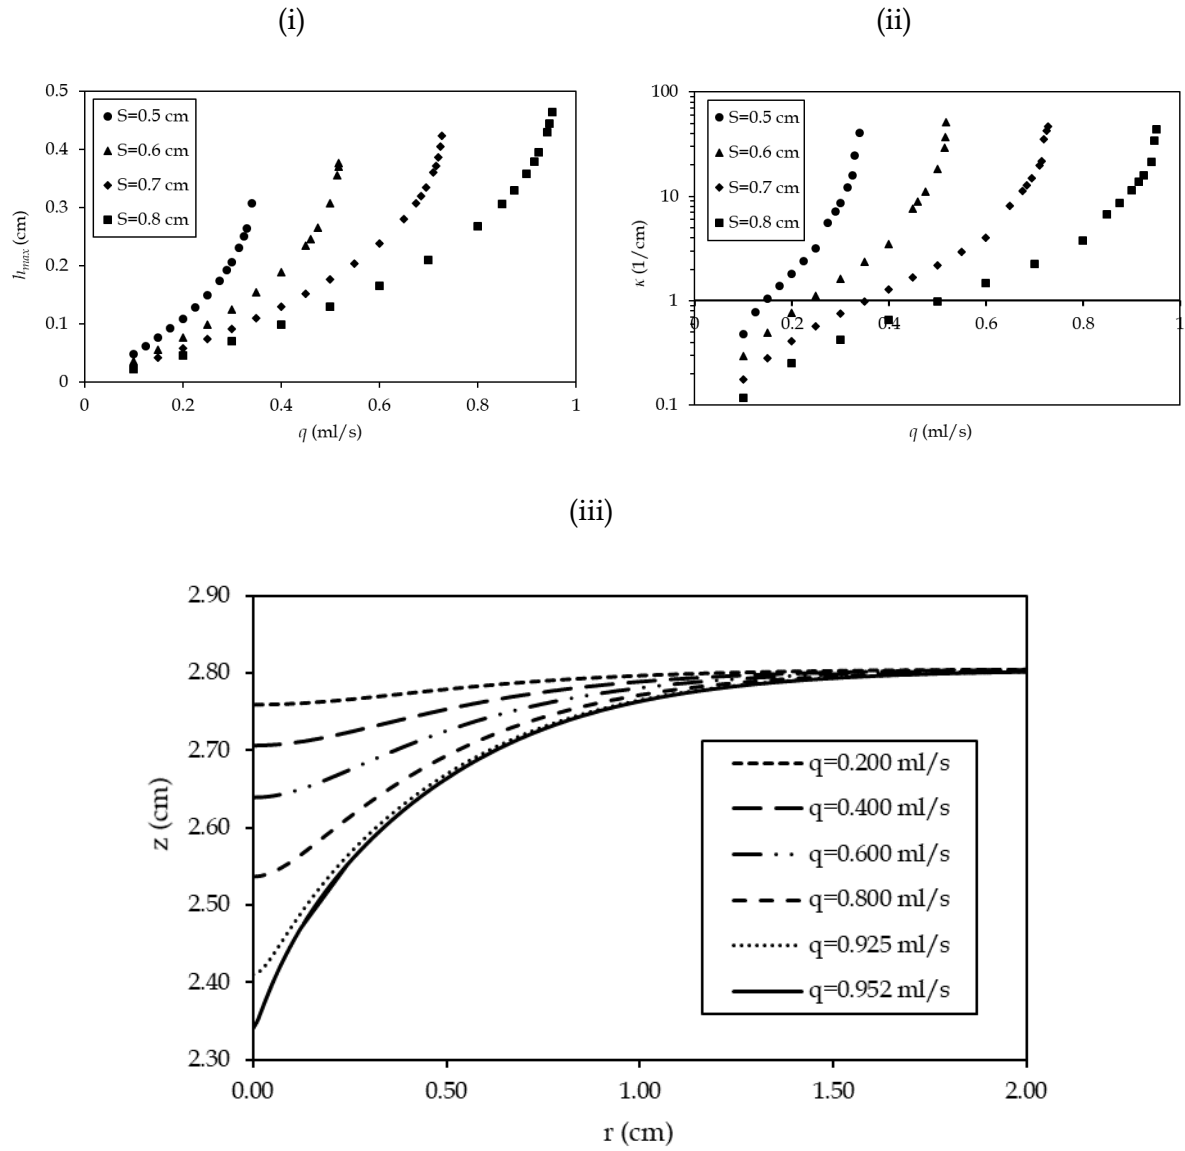 (i)
(ii)
0.5
0.4
0.3
0.2
0.1
0
h_max (cm)
S=0.5 cm
S=0.6 cm
S=0.7 cm
S=0.8 cm
0
0.2
0.4
0.6
0.8
1
q (ml/s)
100
10
1
0.1
κ (1/cm)
S=0.5 cm
S=0.6 cm
S=0.7 cm
S=0.8 cm
0
0.2
0.4
0.6
0.8
1
q (ml/s)
(iii)
2.90
2.80
2.70
2.60
2.50
2.40
2.30
z (cm)
q=0.200 ml/s
q=0.400 ml/s
q=0.600 ml/s
q=0.800 ml/s
q=0.925 ml/s
q=0.952 ml/s
0.00
0.50
1.00
1.50
2.00
r (cm)